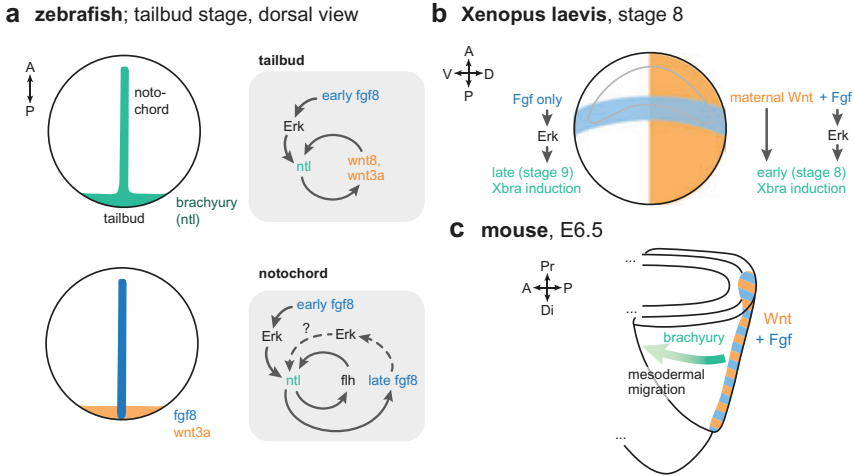 a zebrafish; tailbud stage, dorsal view
A
P
noto-
chord
tailbud
brachyury
(ntl)
tailbud
early fgf8
Erk
ntl
wnt8,
wnt3a
fgf8
wnt3a
notochord
early fgf8
Erk
?
Erk
ntl
flh
late fgf8
b Xenopus laevis, stage 8
A
V
D
P
Fgf only
Erk
late (stage 9)
Xbra induction
maternal Wnt + Fgf
Erk
early (stage 8)
Xbra induction
c mouse, E6.5
Pr
A
P
Di
...
...
...
Wnt
+ Fgf
brachyury
mesodermal
migration